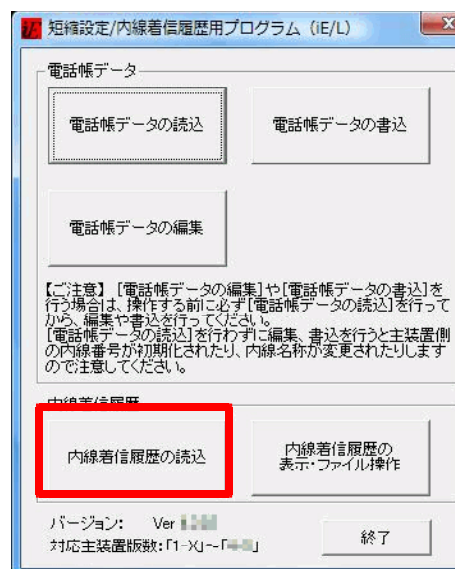 iF 短縮設定/内線着信履歴用プログラム（iE/L） X
電話帳データ
電話帳データの読込
電話帳データの書込
電話帳データの編集
【ご注意】［電話帳データの編集］や［電話帳データの書込］を
行う場合は、操作する前に必ず［電話帳データの読込］を行って
から、編集や書込を行ってください。
［電話帳データの読込］を行わずに編集、書込を行うと主装置側
の内線番号が初期化されたり、内線名称が変更されたりします
ので注意してください。
内線着信履歴
内線着信履歴の読込
内線着信履歴の
表示・ファイル操作
バージョン： Ver
対応主装置版数：「1-X」～「」
終了